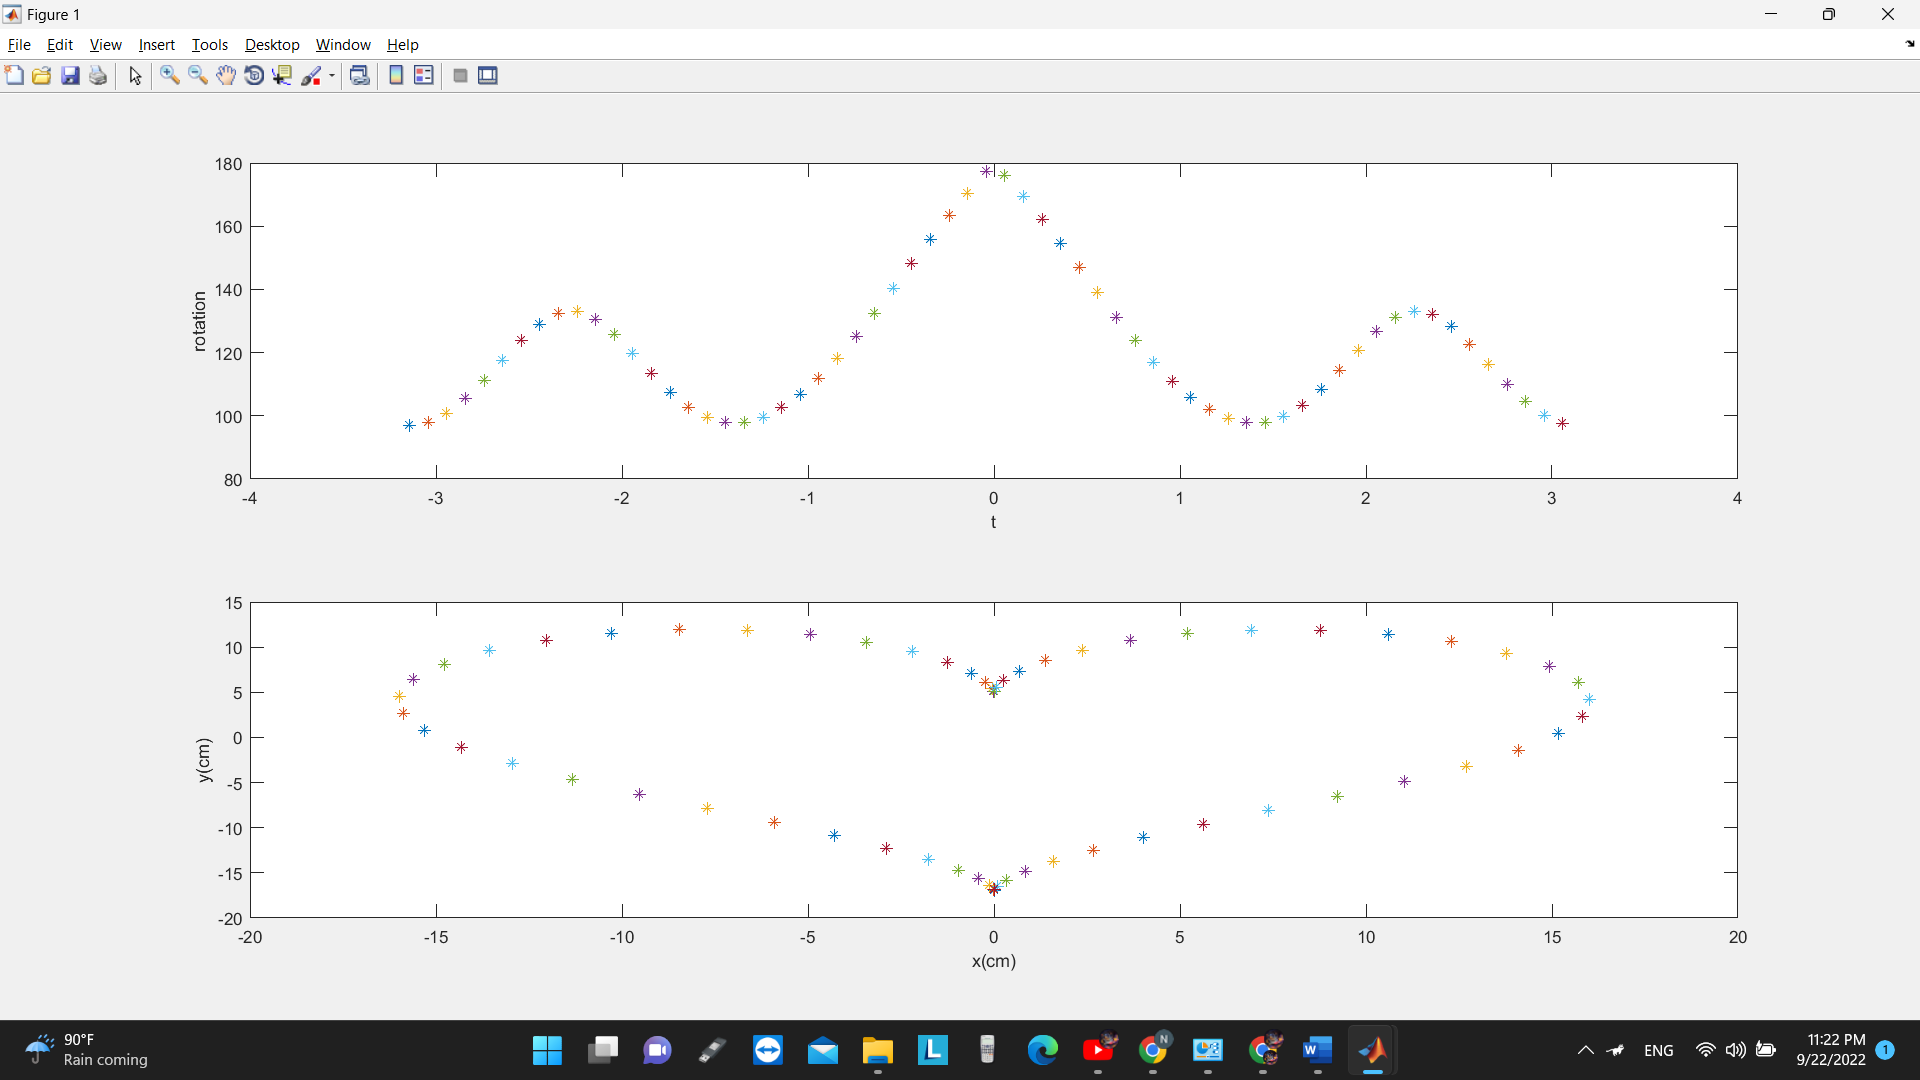 Figure 1
File Edit View Insert Tools Desktop Window Help
180
160
140
120
100
80
rotation
-4 -3 -2 -1 0 1 2 3 4
t
15
10
5
0
-5
-10
-15
-20
y(cm)
-20 -15 -10 -5 0 5 10 15 20
x(cm)
90°F
Rain coming
L
N
W
ENG
11:22 PM
9/22/2022
1